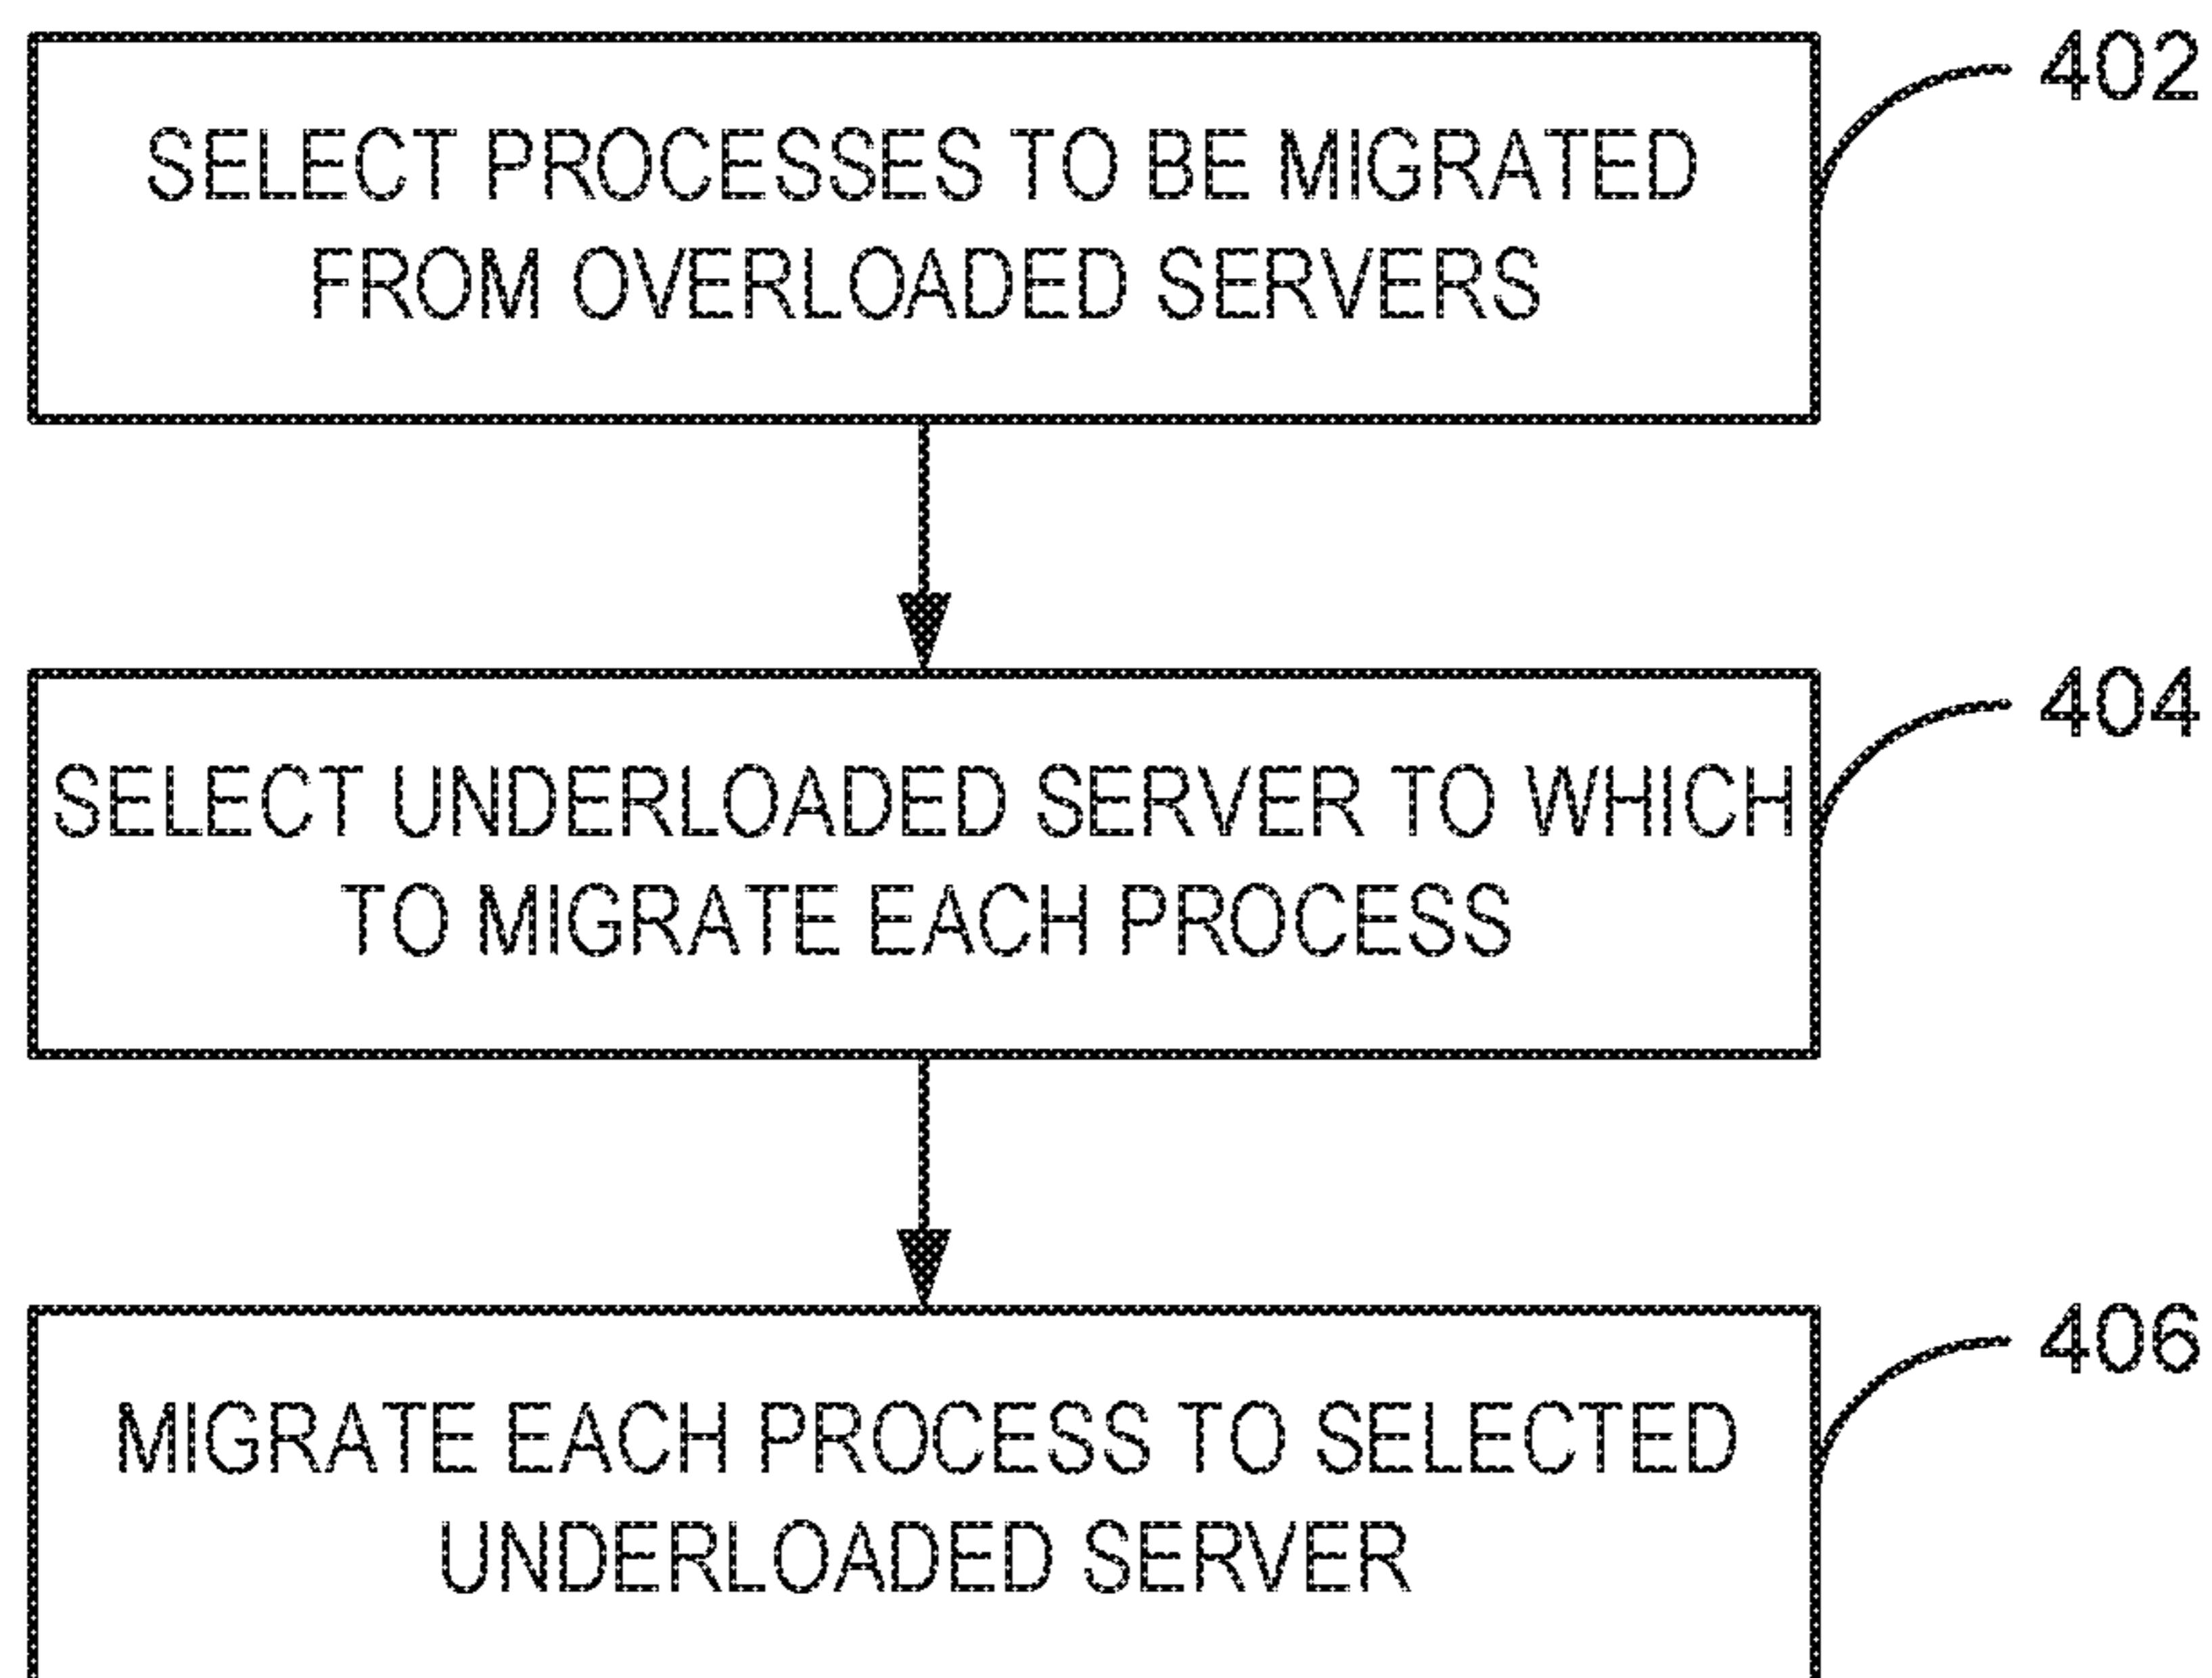 402
SELECT PROCESSES TO BE MIGRATED
FROM OVERLOADED SERVERS
404
SELECT UNDERLOADED SERVER TO WHICH
TO MIGRATE EACH PROCESS
406
MIGRATE EACH PROCESS TO SELECTED
UNDERLOADED SERVER